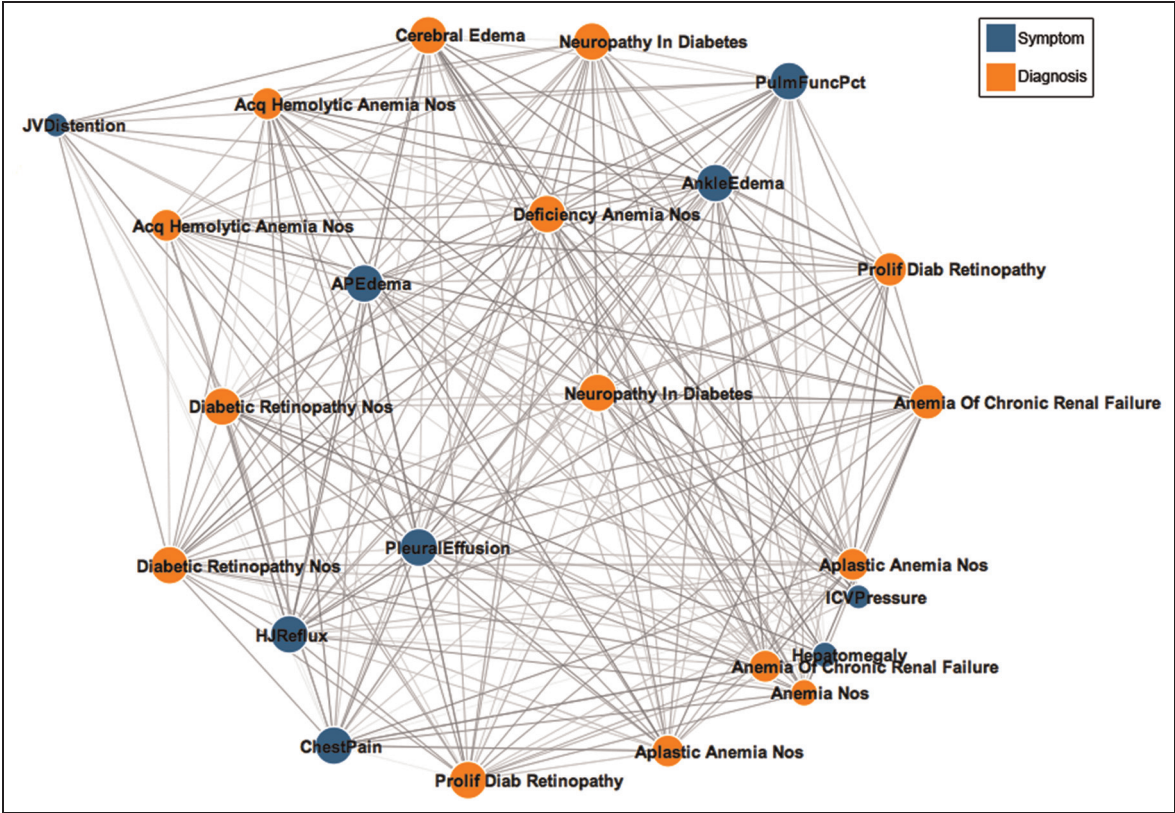 Cerebral Edema
Neuropathy In Diabetes
Symptom
Diagnosis
PulmFuncPct
Acq Hemolytic Anemia Nos
JVDistention
AnkleEdema
Deficiency Anemia Nos
Acq Hemolytic Anemia Nos
Prolif Diab Retinopathy
APEdema
Neuropathy In Diabetes
Anemia Of Chronic Renal Failure
Diabetic Retinopathy Nos
PleuralEffusion
Diabetic Retinopathy Nos
Aplastic Anemia Nos
ICVPressure
HJReflux
Hepatomegaly
Anemia Of Chronic Renal Failure
Anemia Nos
ChestPain
Aplastic Anemia Nos
Prolif Diab Retinopathy